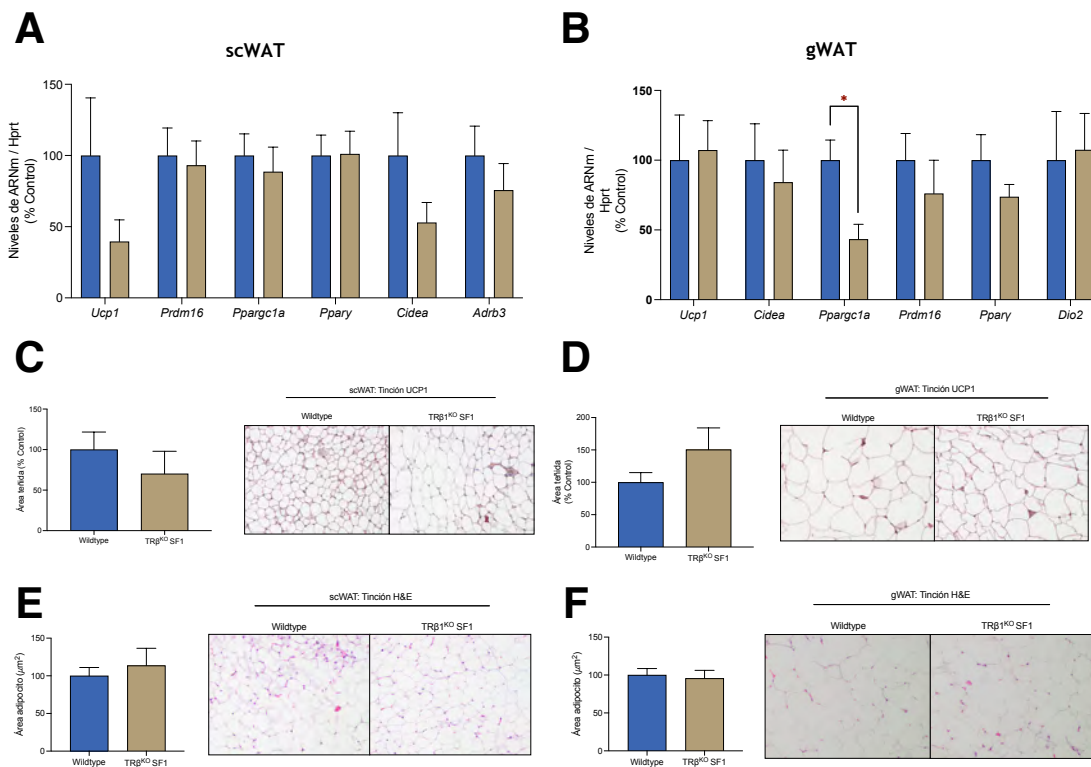 A
scWAT
Niveles de ARNm / Hprt
(% Control)
150
100
50
0
Ucp1
Prdm16
Ppargc1a
Pparγ
Cidea
Adrb3
B
gWAT
Niveles de ARNm /
Hprt
(% Control)
150
100
50
0
*
Ucp1
Cidea
Ppargc1a
Prdm16
Pparγ
Dio2
C
Área teñida (% Control)
150
100
50
0
Wildtype
TRβᴷᴼ SF1
scWAT: Tinción UCP1
Wildtype
TRβ1ᴷᴼ SF1
D
Área teñida
(% Control)
200
150
100
50
0
Wildtype
TRβᴷᴼ SF1
gWAT: Tinción UCP1
Wildtype
TRβ1ᴷᴼ SF1
E
Área adipocito (μm²)
150
100
50
0
Wildtype
TRβᴷᴼ SF1
scWAT: Tinción H&E
Wildtype
TRβ1ᴷᴼ SF1
F
Área adipocito (μm²)
150
100
50
0
Wildtype
TRβᴷᴼ SF1
gWAT: Tinción H&E
Wildtype
TRβ1ᴷᴼ SF1